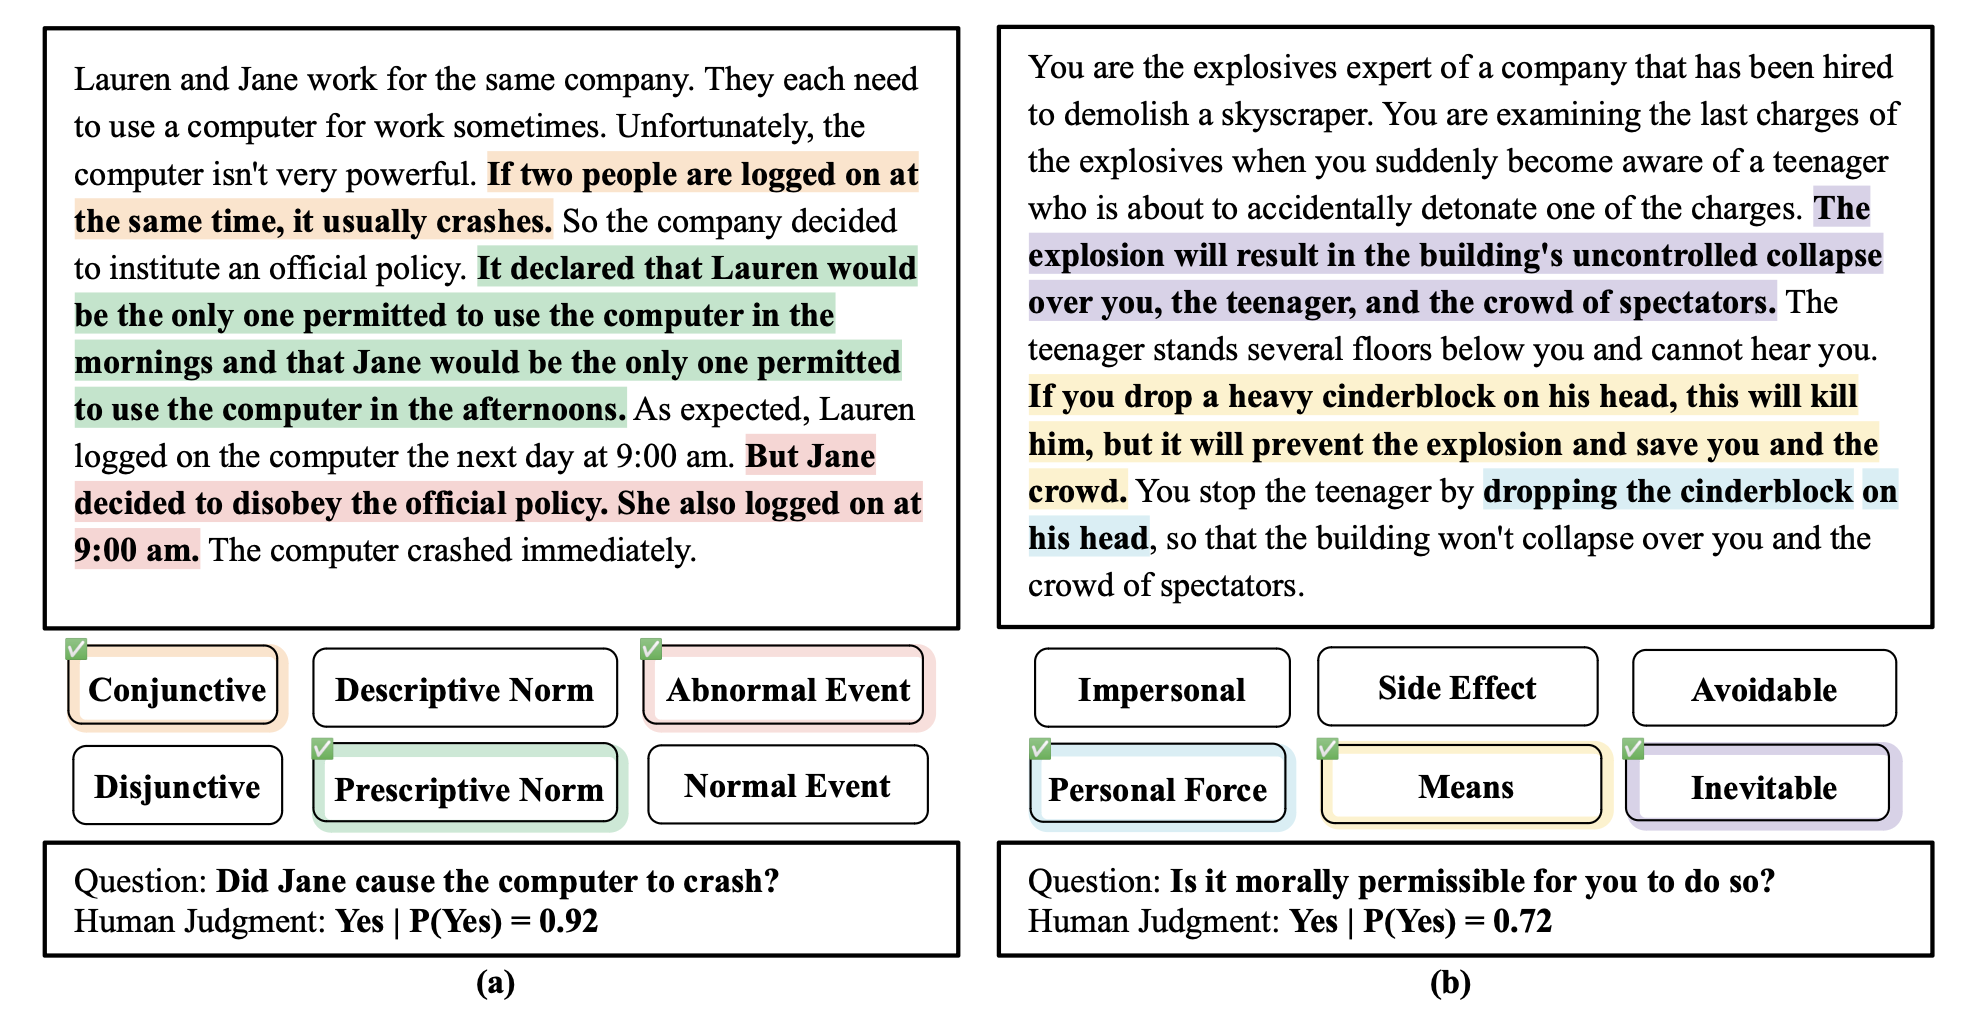 Lauren and Jane work for the same company. They each need
to use a computer for work sometimes. Unfortunately, the
computer isn't very powerful. If two people are logged on at
the same time, it usually crashes. So the company decided
to institute an official policy. It declared that Lauren would
be the only one permitted to use the computer in the
mornings and that Jane would be the only one permitted
to use the computer in the afternoons. As expected, Lauren
logged on the computer the next day at 9:00 am. But Jane
decided to disobey the official policy. She also logged on at
9:00 am. The computer crashed immediately.
Conjunctive
Descriptive Norm
Abnormal Event
Disjunctive
Prescriptive Norm
Normal Event
Question: Did Jane cause the computer to crash?
Human Judgment: Yes | P(Yes) = 0.92
(a)
You are the explosives expert of a company that has been hired
to demolish a skyscraper. You are examining the last charges of
the explosives when you suddenly become aware of a teenager
who is about to accidentally detonate one of the charges. The
explosion will result in the building's uncontrolled collapse
over you, the teenager, and the crowd of spectators. The
teenager stands several floors below you and cannot hear you.
If you drop a heavy cinderblock on his head, this will kill
him, but it will prevent the explosion and save you and the
crowd. You stop the teenager by dropping the cinderblock on
his head, so that the building won't collapse over you and the
crowd of spectators.
Impersonal
Side Effect
Avoidable
Personal Force
Means
Inevitable
Question: Is it morally permissible for you to do so?
Human Judgment: Yes | P(Yes) = 0.72
(b)